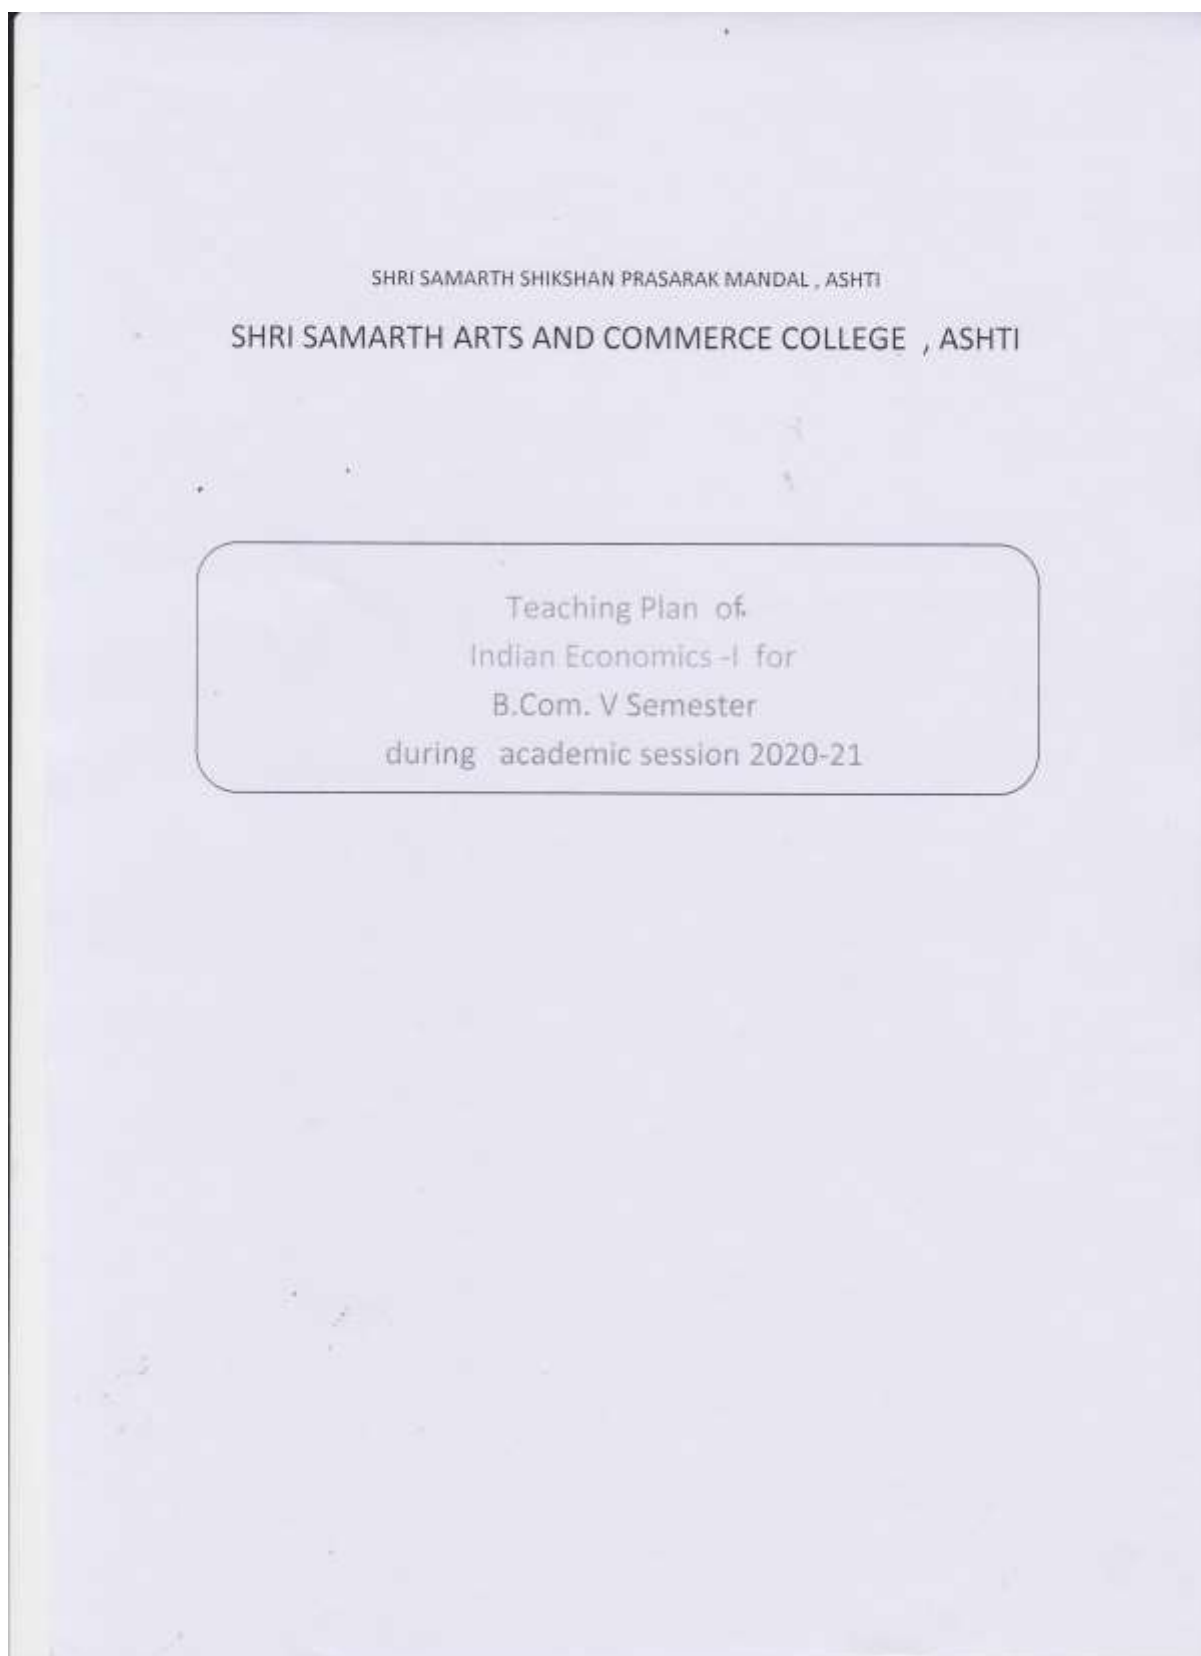 SHRI SAMARTH SHIKSHAN PRASARAK MANDAL , ASHTI
SHRI SAMARTH ARTS AND COMMERCE COLLEGE , ASHTI
Teaching Plan of
Indian Economics -I for
B.Com. V Semester
during academic session 2020-21